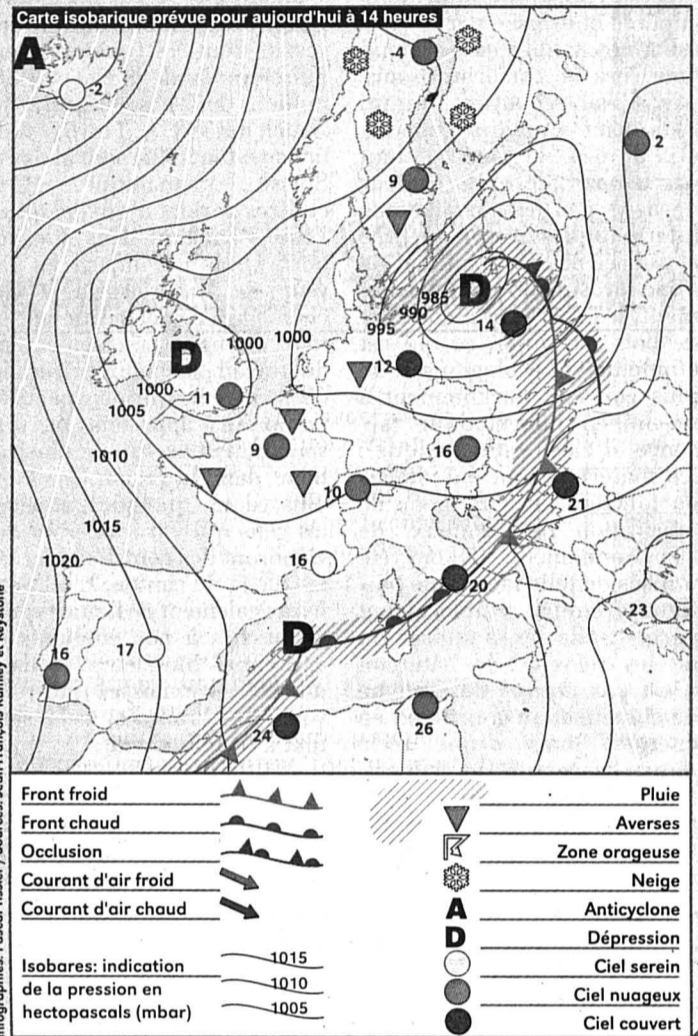 Carte isobarique prévue pour aujourd'hui à 14 heures
A
-4
-2
2
9
985
D
990
14
995
1000
1000
D
12
1000
11
1005
9
16
1010
10
21
1015
16
1020
20
23
D
17
16
24
26
Front froid
Front chaud
Occlusion
Courant d'air froid
Courant d'air chaud
Isobares: indication
de la pression en
hectopascals (mbar)
1015
1010
1005
Pluie
Averses
Zone orageuse
Neige
A Anticyclone
D Dépression
Ciel serein
Ciel nuageux
Ciel couvert